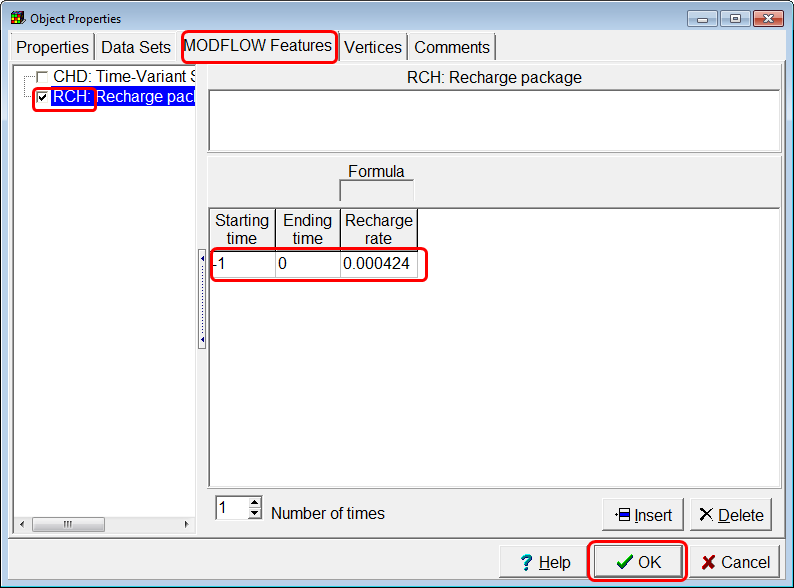 Object Properties
Properties Data Sets MODFLOW Features Vertices Comments
CHD: Time-Variant S
RCH: Recharge pac
RCH: Recharge package
Formula
Starting time Ending time Recharge rate
-1 0 0.000424
1 Number of times
Insert Delete
? Help OK Cancel